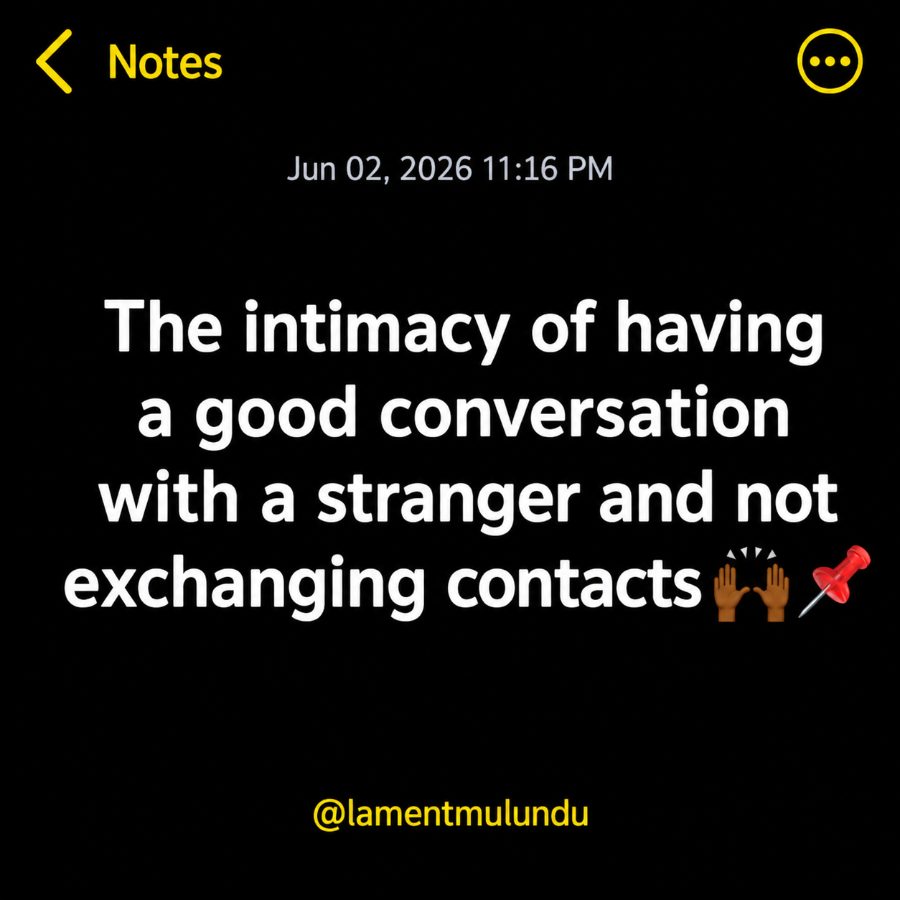 Notes
Jun 02, 2026 11:16 PM
The intimacy of having
a good conversation
with a stranger and not
exchanging contacts🙌🏾📌
@lamentmulundu